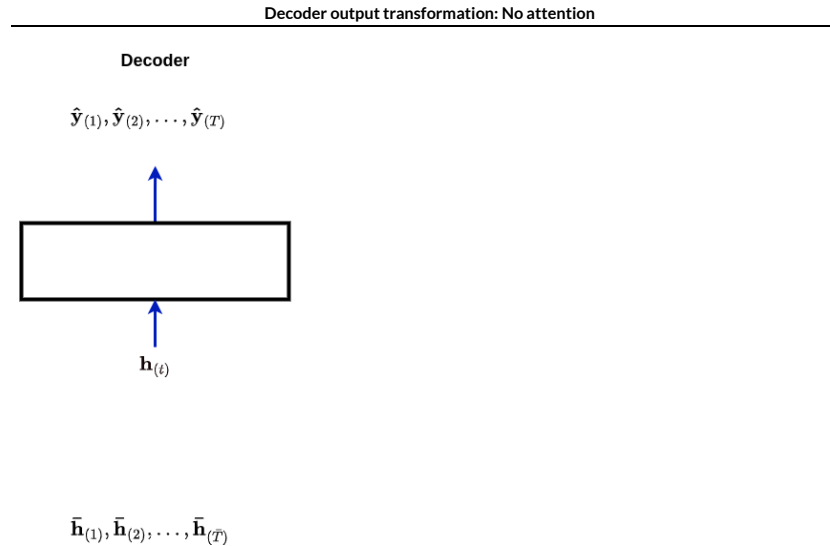 Decoder output transformation: No attention
Decoder
ŷ₍₁₎, ŷ₍₂₎, . . . , ŷ₍T₎
h₍t₎
h̄₍₁₎, h̄₍₂₎, . . . , h̄₍T̄₎